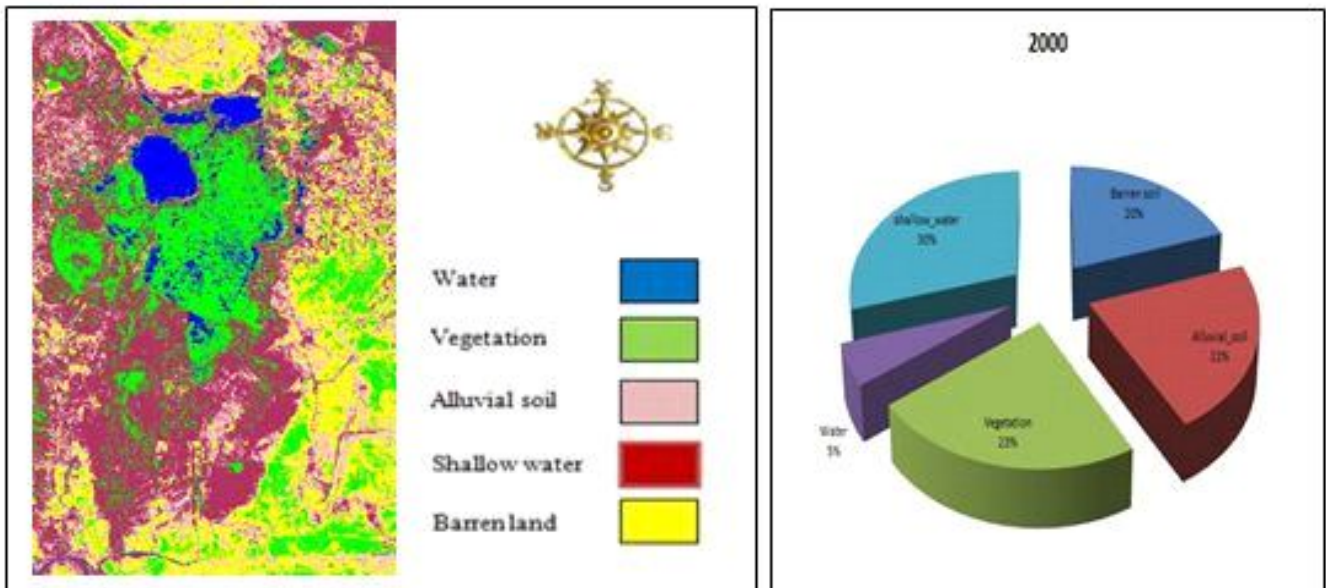 S
Water
Vegetation
Alluvial soil
Shallow water
Barren land
2000
Barren soil
20%
Alluvial_soil
22%
Vegetation
23%
Water
5%
shallow_water
30%